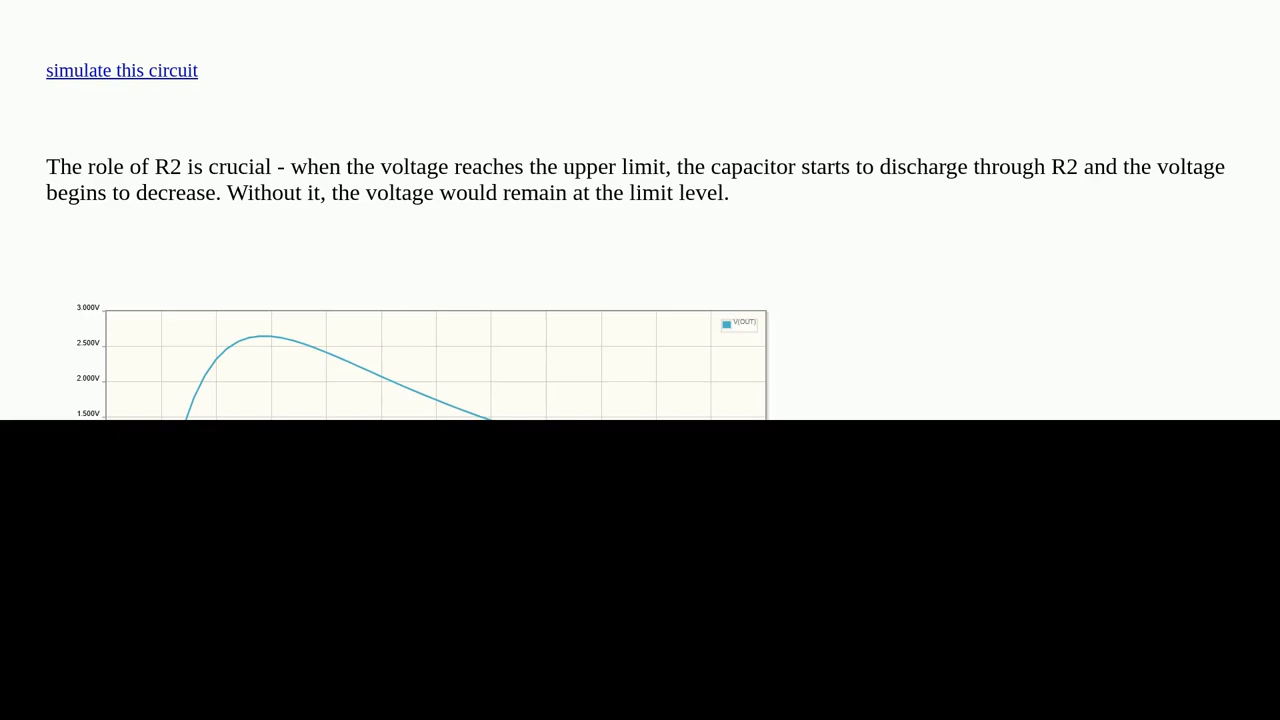 simulate this circuit
The role of R2 is crucial - when the voltage reaches the upper limit, the capacitor starts to discharge through R2 and the voltage
begins to decrease. Without it, the voltage would remain at the limit level.
3.000V
V(OUT)
2.500V
2.000V
1.500V